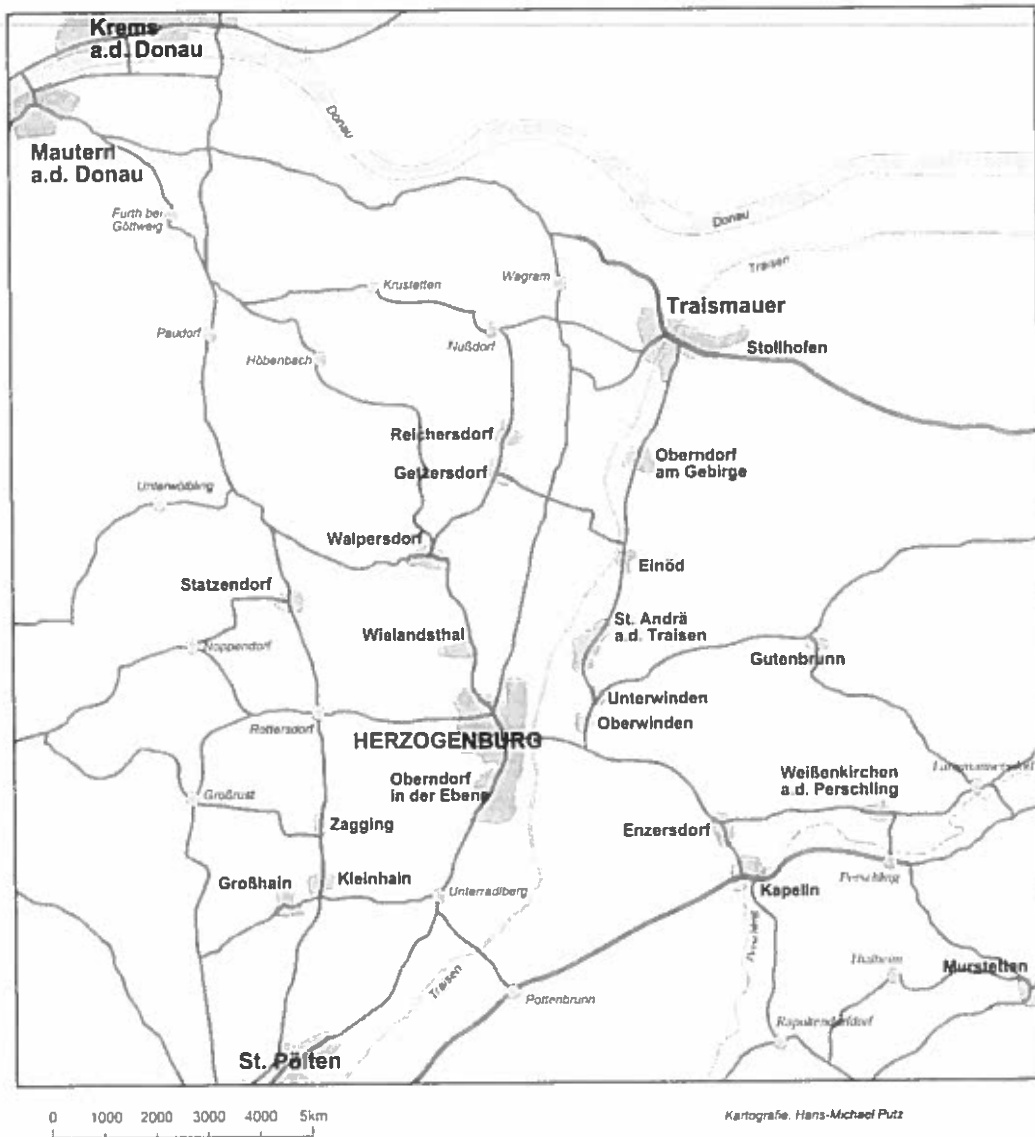 Krems
a.d. Donau
Donau
Mautern
a.d. Donau
Furth bei
Göttweig
Donau
Traisen
Krustetten
Wagram
Traismauer
Paudorf
Nußdorf
Stollhofen
Höbenbach
Reichersdorf
Oberndorf
am Gebirge
Getzersdorf
Unterwölbling
Walpersdorf
Einöd
Statzendorf
St. Andrä
a.d. Traisen
Wielandsthal
Noppendorf
Gutenbrunn
Unterwinden
Oberwinden
Rottersdorf
HERZOGENBURG
Oberndorf
in der Ebene
Weißenkirchen
a.d. Perschling
Großrust
Zagging
Enzersdorf
Großhain
Kleinhain
Unterradlberg
Kapelln
Perschling
Perschling
Thalheim
Murstetten
Traisen
Pottenbrunn
St. Pölten
0 1000 2000 3000 4000 5km
Kartografie: Hans-Michael Putz